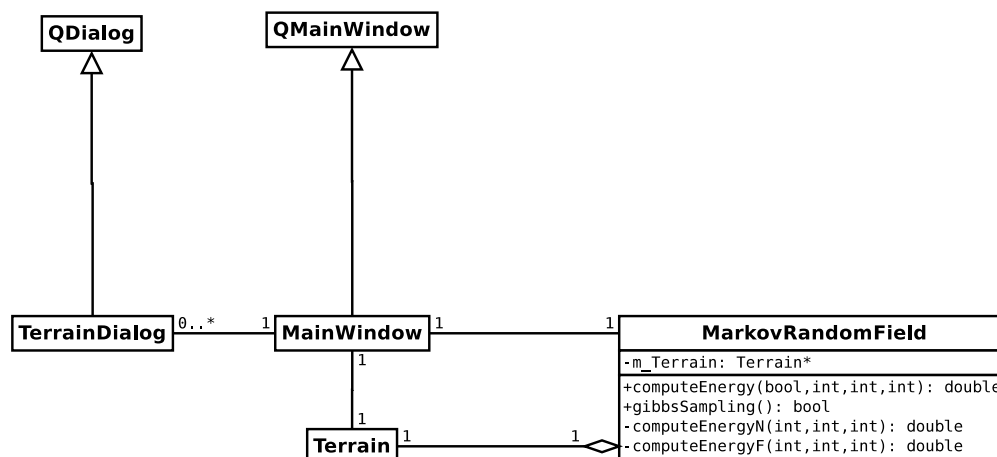 QDialog
QMainWindow
TerrainDialog
0..*
1
MainWindow
1
1
MarkovRandomField
-m_Terrain: Terrain*
+computeEnergy(bool,int,int,int): double
+gibbsSampling(): bool
-computeEnergyN(int,int,int): double
-computeEnergyF(int,int,int): double
1
1
Terrain
1
1